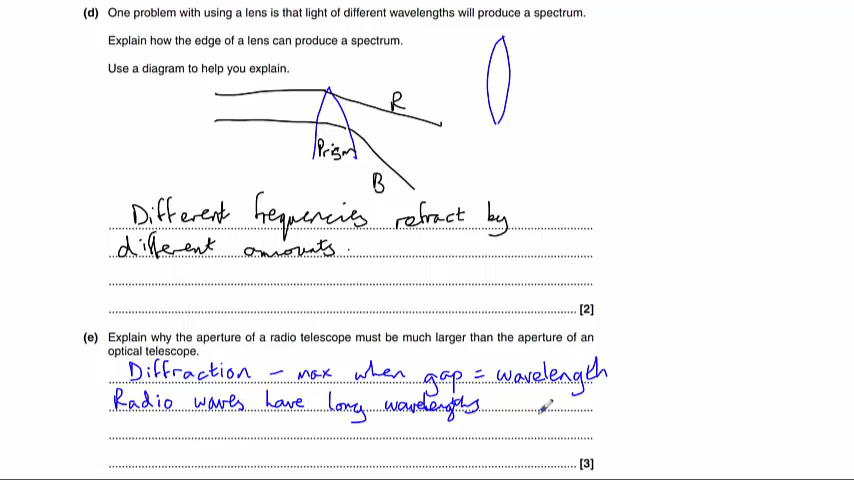 (d) One problem with using a lens is that light of different wavelengths will produce a spectrum.
Explain how the edge of a lens can produce a spectrum.
Use a diagram to help you explain.
R
Prism
B
Different frequencies refract by
different amounts.
[2]
(e) Explain why the aperture of a radio telescope must be much larger than the aperture of an
optical telescope.
Diffraction - max when gap = wavelength
Radio waves have long wavelengths
[3]